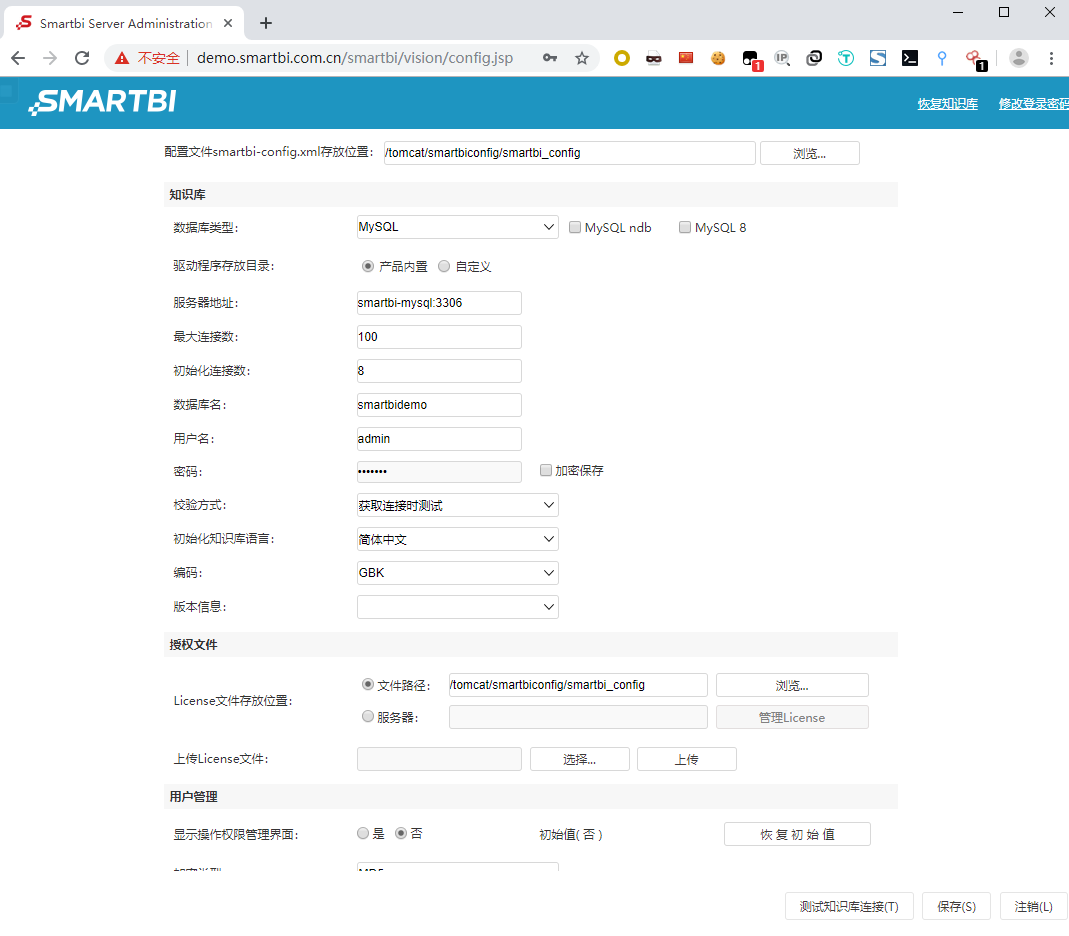 Smartbi Server Administration
不安全 demo.smartbi.com.cn/smartbi/vision/config.jsp
SMARTBI 恢复知识库 修改登录密码
配置文件smartbi-config.xml存放位置: /tomcat/smartbiconfig/smartbi_config 浏览...
知识库
数据库类型: MySQL MySQL ndb MySQL 8
驱动程序存放目录: 产品内置 自定义
服务器地址: smartbi-mysql:3306
最大连接数: 100
初始化连接数: 8
数据库名: smartbidemo
用户名: admin
密码: ••••••• 加密保存
校验方式: 获取连接时测试
初始化知识库语言: 简体中文
编码: GBK
版本信息:
授权文件
License文件存放位置: 文件路径: /tomcat/smartbiconfig/smartbi_config 浏览...
服务器: 管理License
上传License文件: 选择... 上传
用户管理
显示操作权限管理界面: 是 否 初始值( 否 ) 恢 复 初 始 值
测试知识库连接(T) 保存(S) 注销(L)